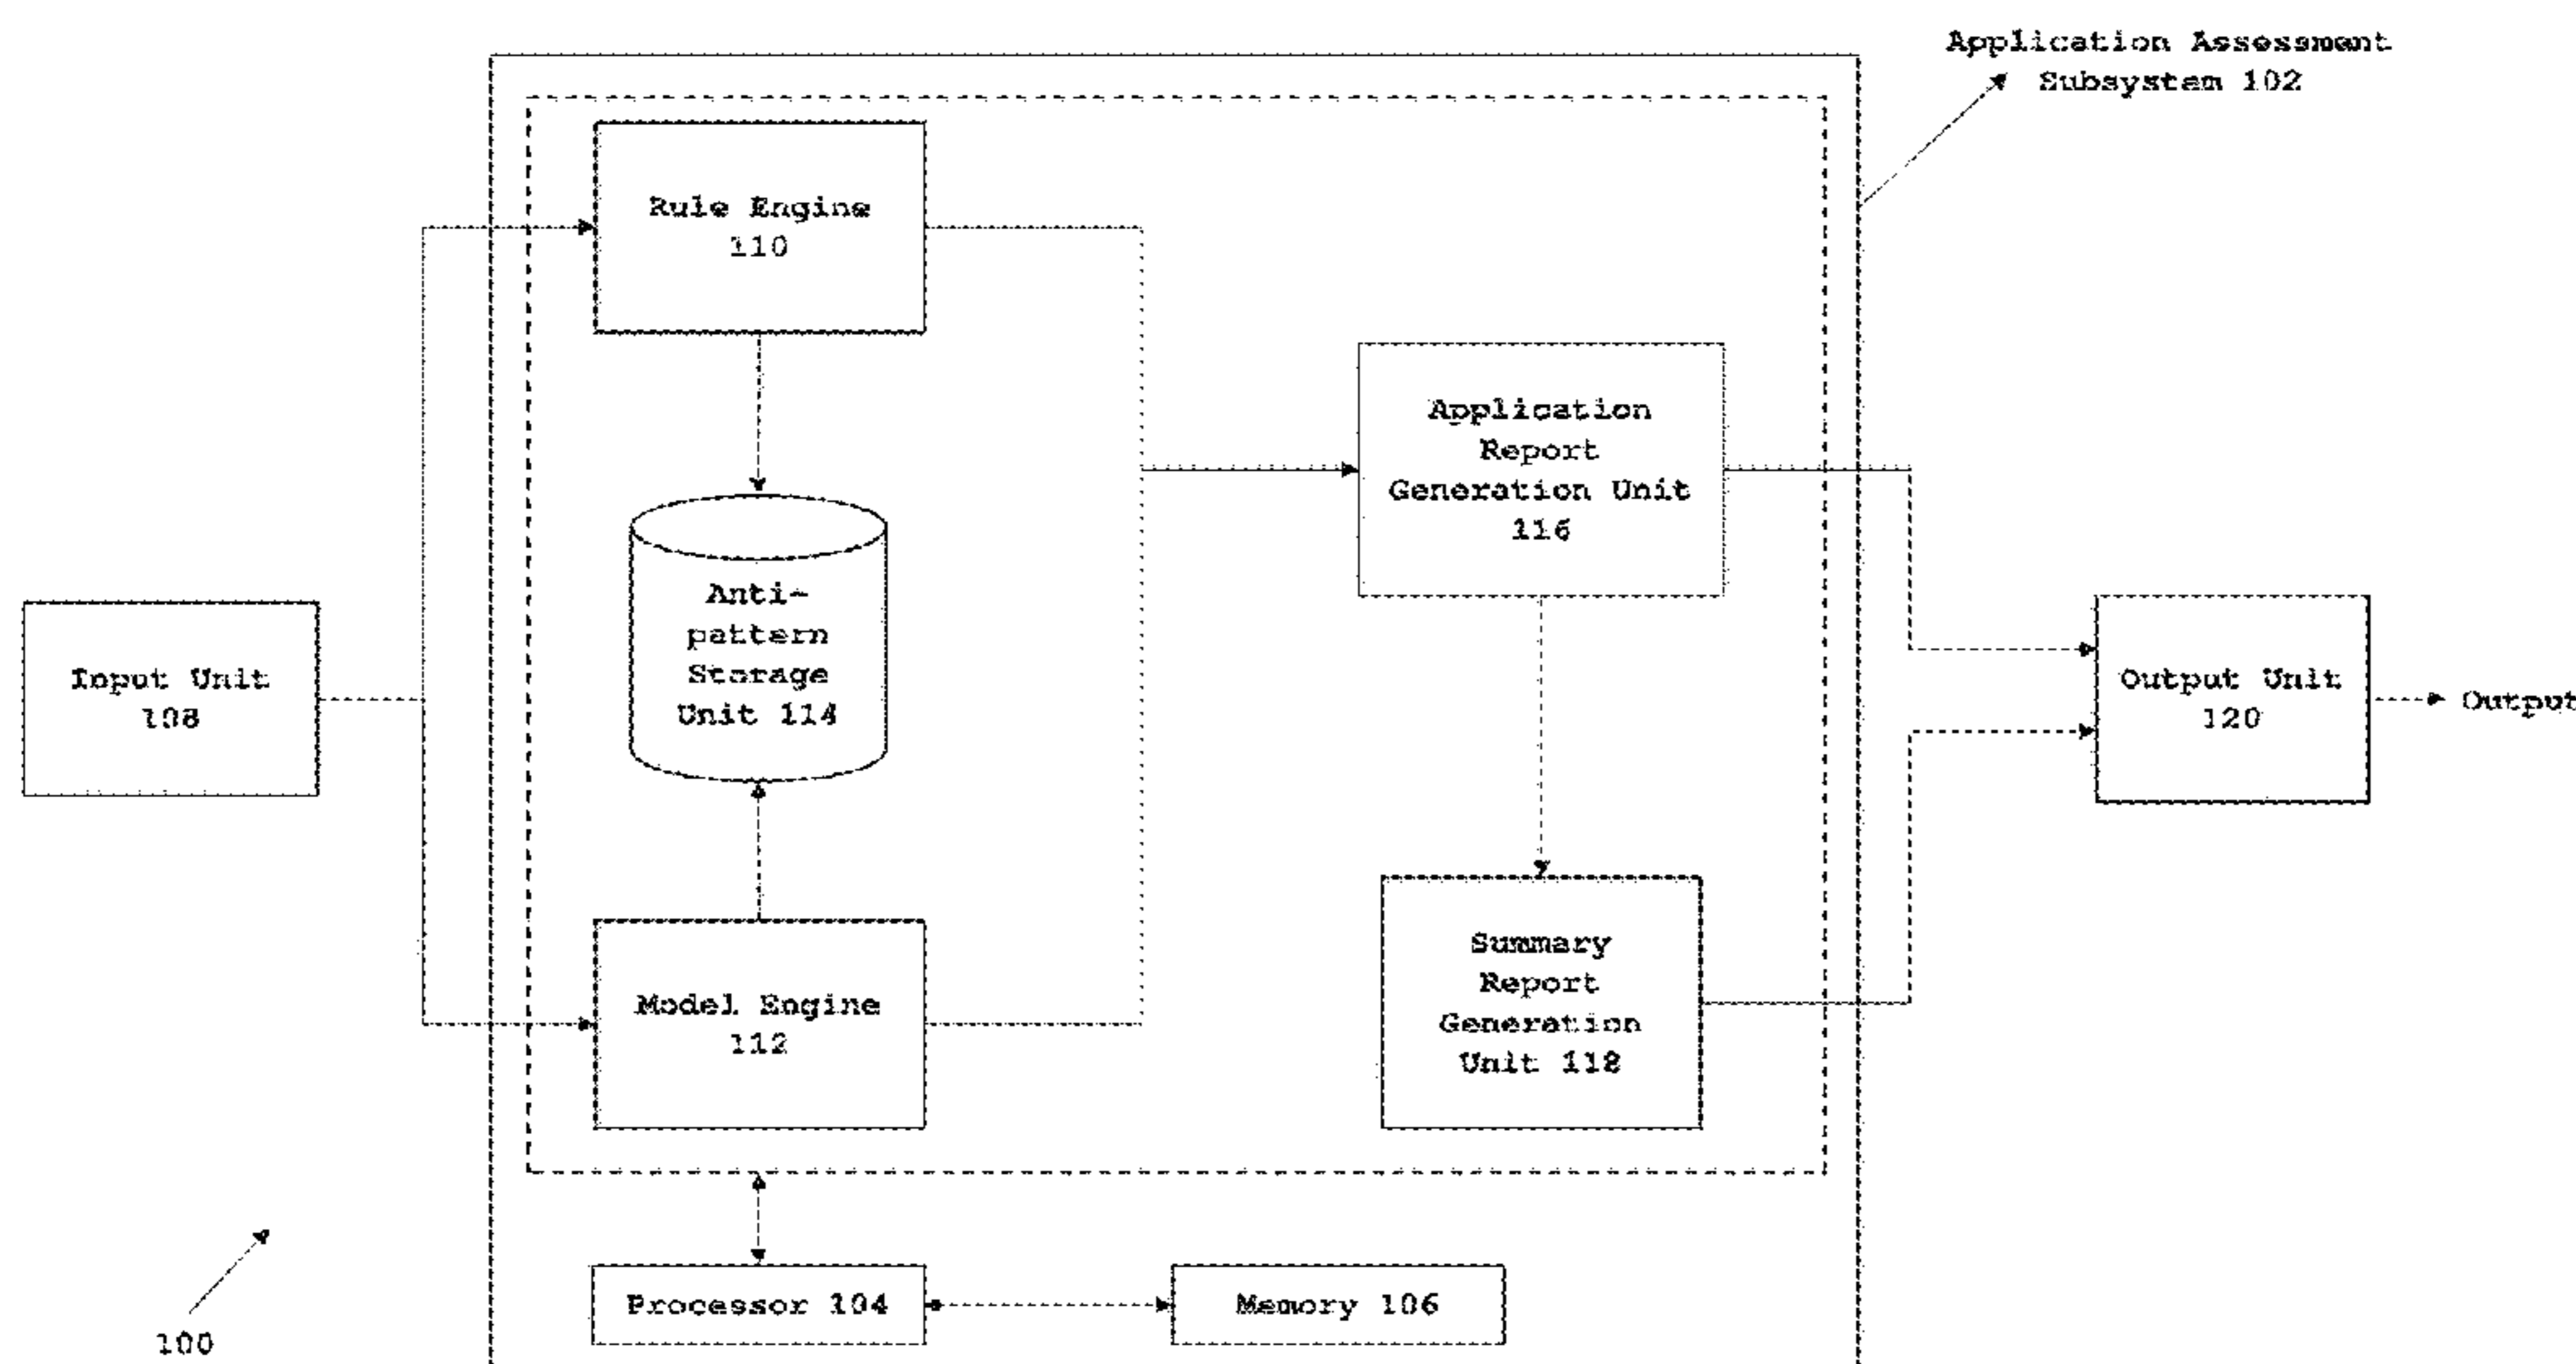 Application Assessment
Subsystem 102
Rule Engine
110
Application
Report
Generation Unit
116
Anti-
pattern
Storage
Unit 114
Input Unit
108
Output Unit
120
Output
Model Engine
112
Summary
Report
Generation
Unit 118
Processor 104
Memory 106
100